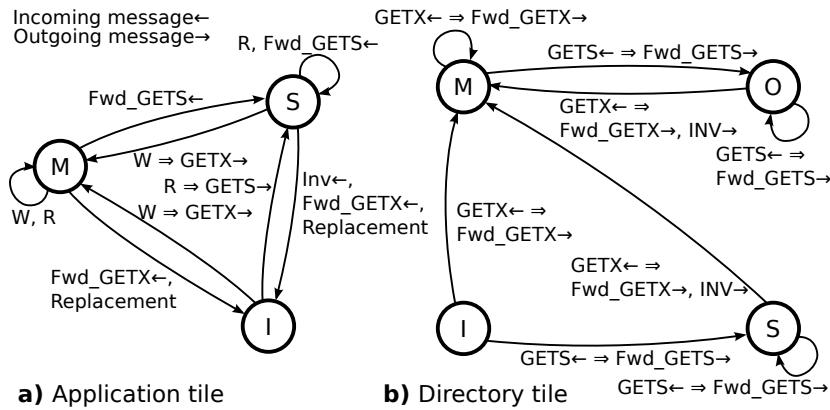 Incoming message←
Outgoing message→
R, Fwd_GETS←
S
Fwd_GETS←
M
W ⇒ GETX→
R ⇒ GETS→
W ⇒ GETX→
Inv←,
Fwd_GETX←,
Replacement
W, R
Fwd_GETX←,
Replacement
I
a) Application tile
GETX← ⇒ Fwd_GETX→
GETS← ⇒ Fwd_GETS→
M
O
GETX← ⇒
Fwd_GETX→, INV→
GETS← ⇒
Fwd_GETS→
GETX← ⇒
Fwd_GETX→
GETX← ⇒
Fwd_GETX→, INV→
I
S
GETS← ⇒ Fwd_GETS→
GETS← ⇒ Fwd_GETS→
b) Directory tile